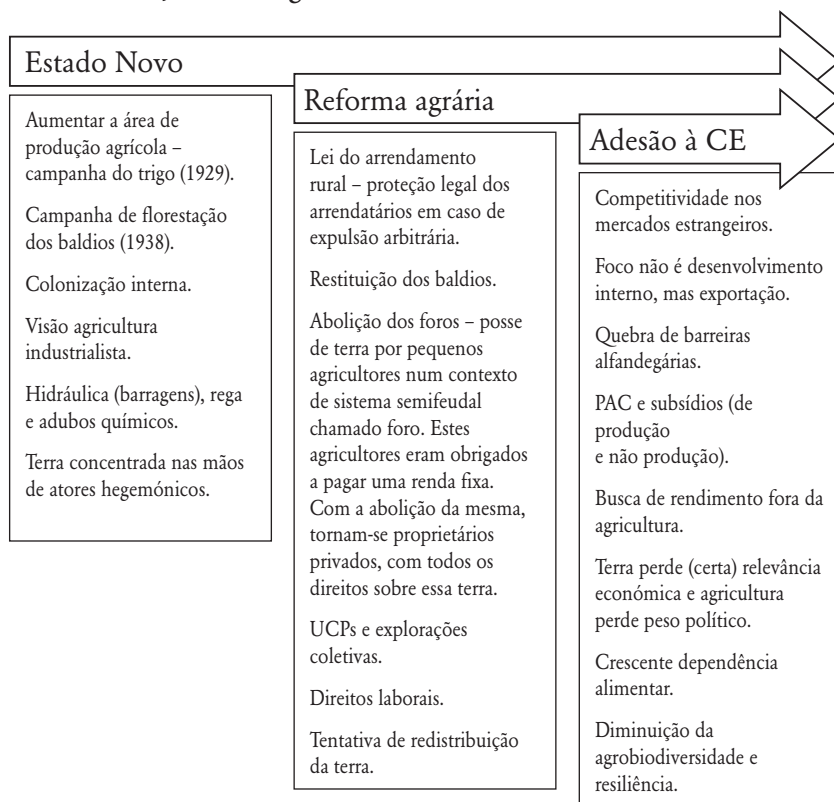 Estado Novo
Aumentar a área de
produção agrícola –
campanha do trigo (1929).
Campanha de florestação
dos baldios (1938).
Colonização interna.
Visão agricultura
industrialista.
Hidráulica (barragens), rega
e adubos químicos.
Terra concentrada nas mãos
de atores hegemónicos.
Reforma agrária
Lei do arrendamento
rural – proteção legal dos
arrendatários em caso de
expulsão arbitrária.
Restituição dos baldios.
Abolição dos foros – posse
de terra por pequenos
agricultores num contexto
de sistema semifeudal
chamado foro. Estes
agricultores eram obrigados
a pagar uma renda fixa.
Com a abolição da mesma,
tornam-se proprietários
privados, com todos os
direitos sobre essa terra.
UCPs e explorações
coletivas.
Direitos laborais.
Tentativa de redistribuição
da terra.
Adesão à CE
Competitividade nos
mercados estrangeiros.
Foco não é desenvolvimento
interno, mas exportação.
Quebra de barreiras
alfandegárias.
PAC e subsídios (de
produção
e não produção).
Busca de rendimento fora da
agricultura.
Terra perde (certa) relevância
económica e agricultura
perde peso político.
Crescente dependência
alimentar.
Diminuição da
agrobiodiversidade e
resiliência.